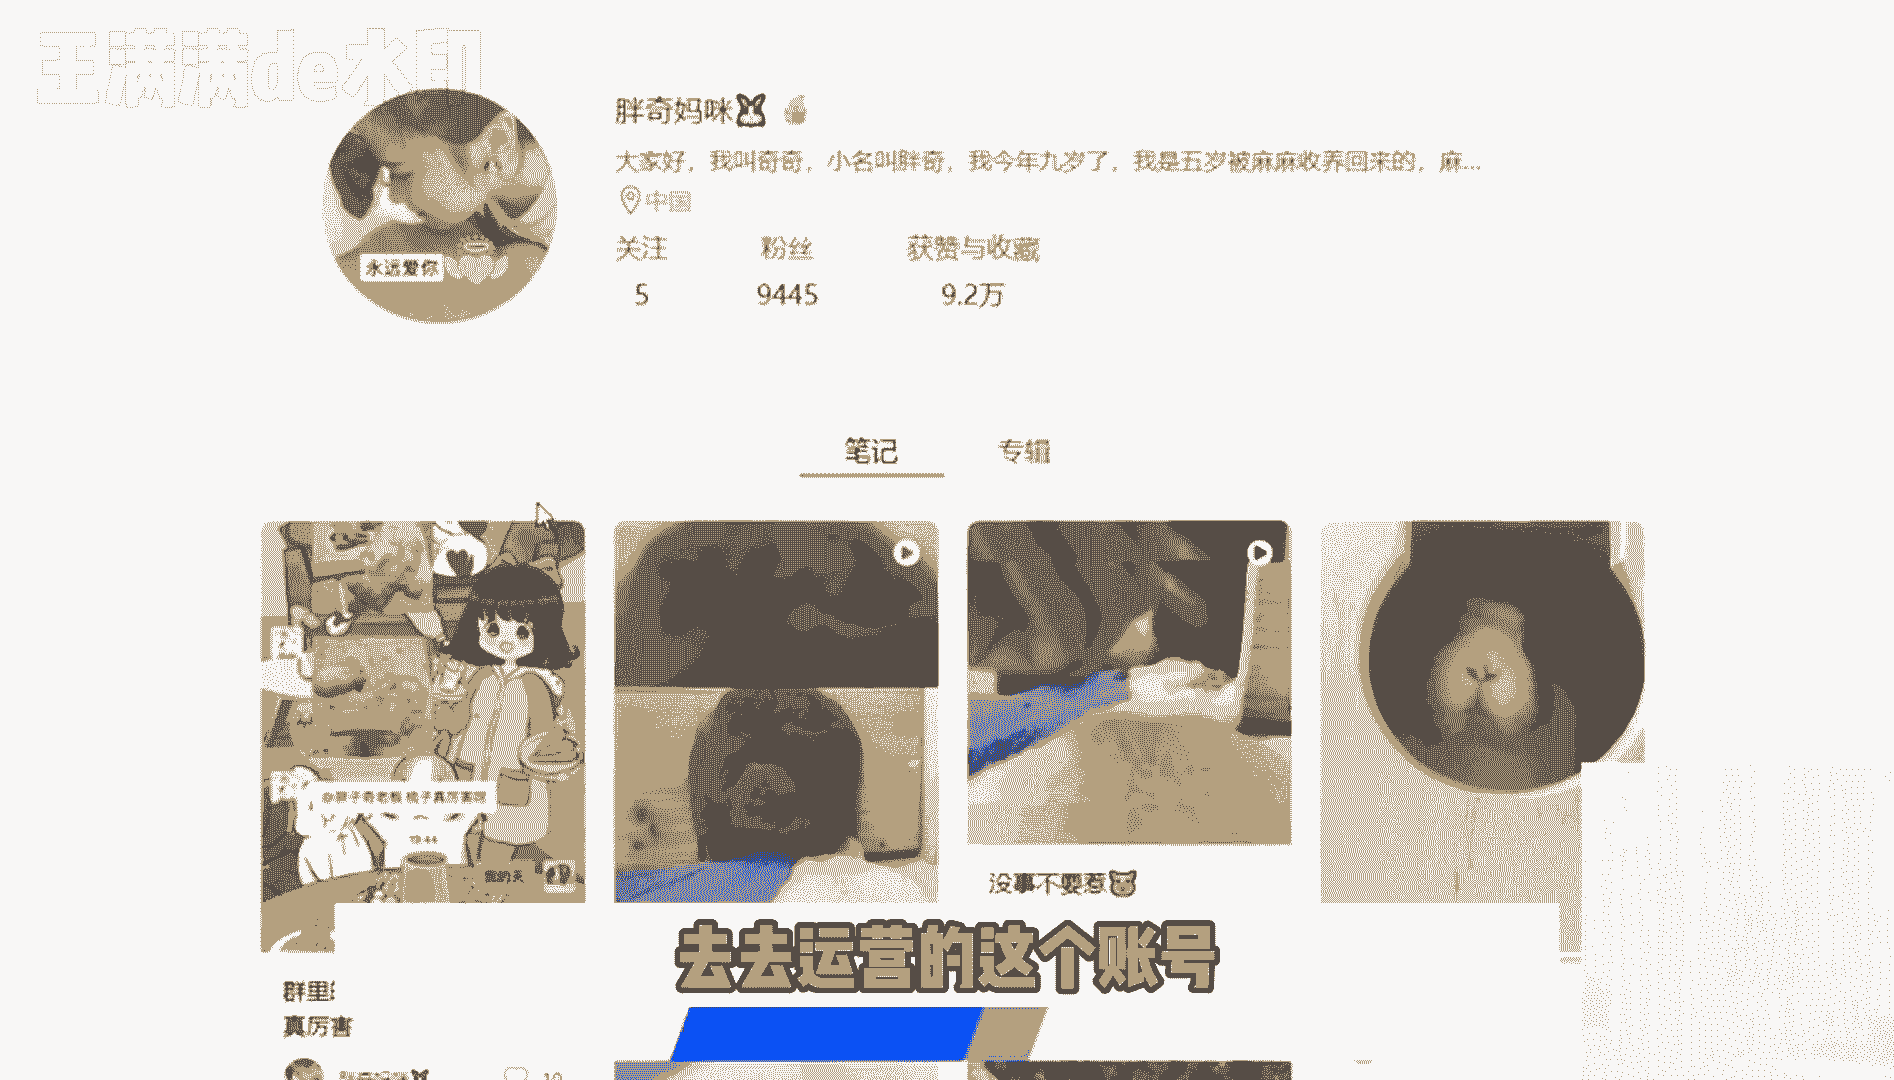 王满满de水印
胖奇妈咪
大家好，我叫奇奇，小名叫胖奇，我今年九岁了，我是五岁被麻麻收养回来的，麻...
中国
关注 粉丝 获赞与收藏
5 9445 9.2万
永远爱你
笔记 专辑
我的天
没事不要惹
去去运营的这个账号
群里
真厉害
10